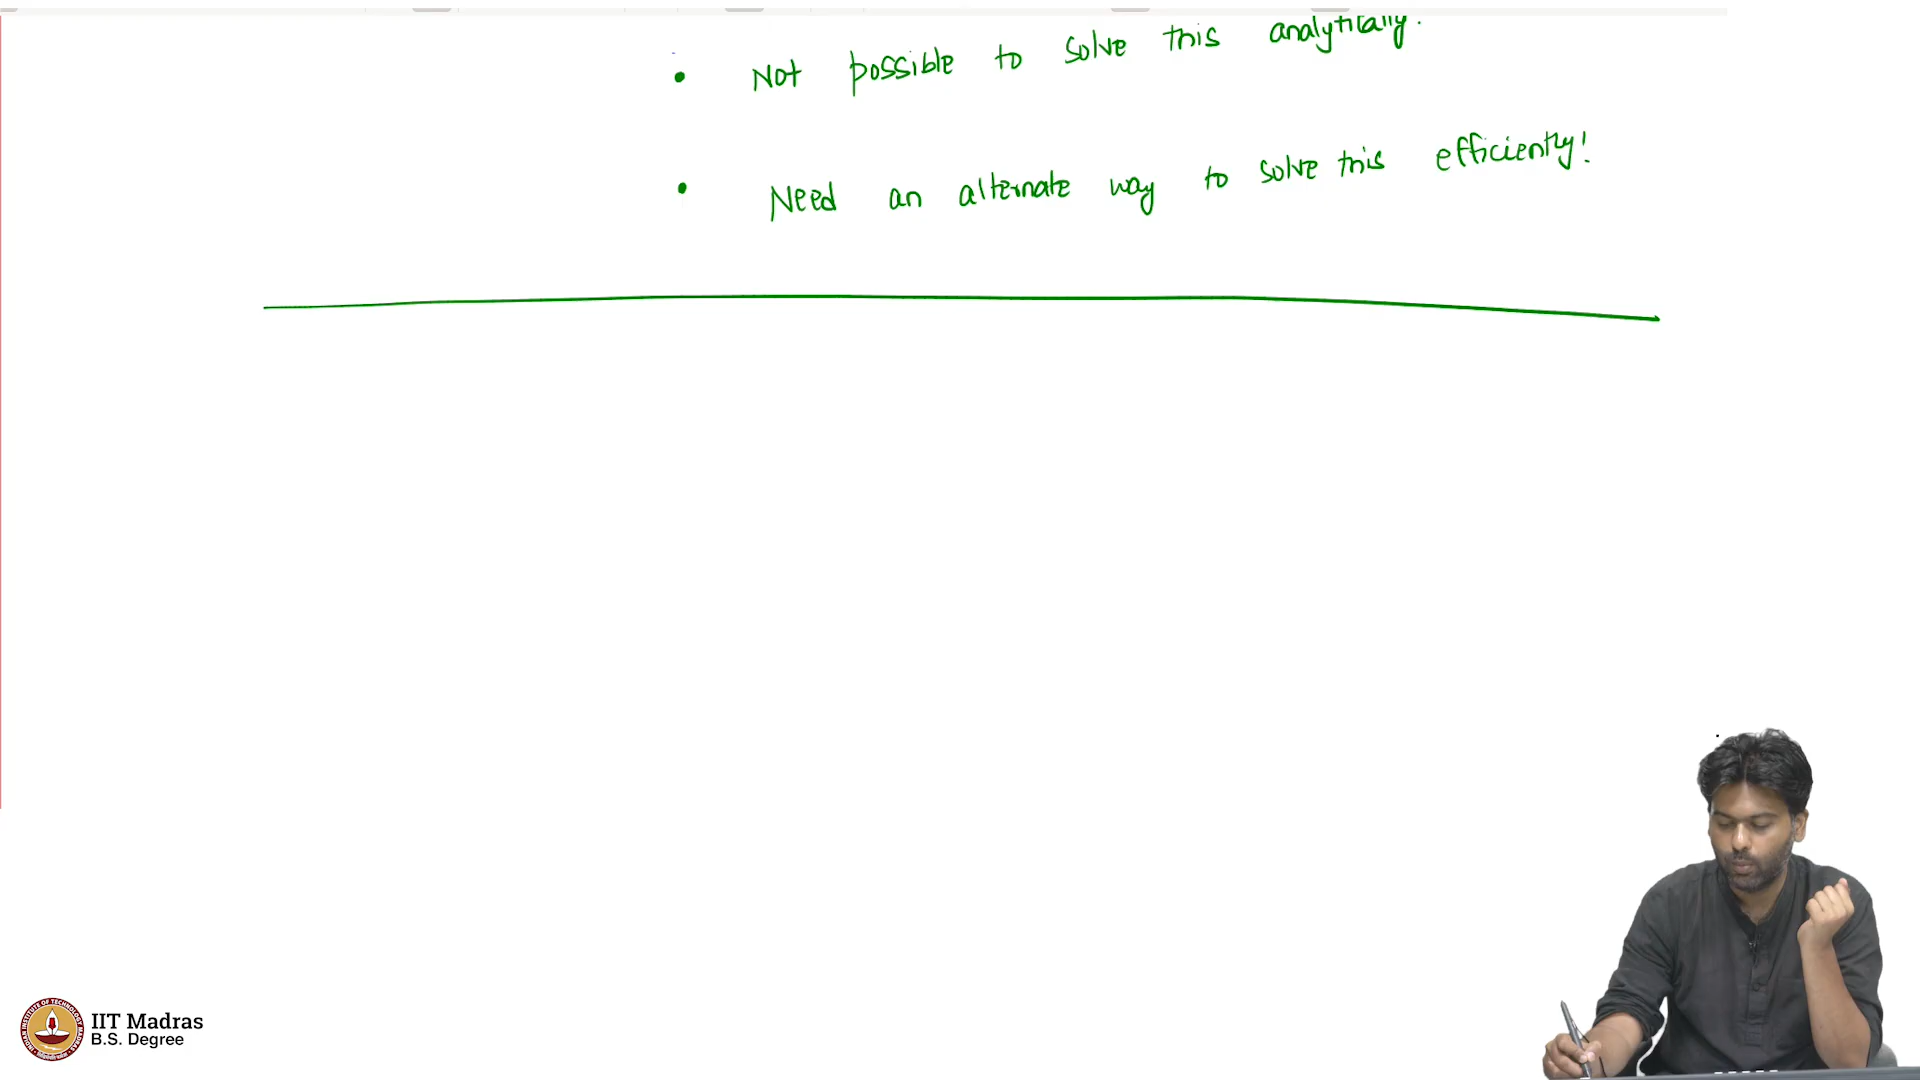 • Not possible to solve this analytically.
• Need an alternate way to solve this efficiently!
IIT Madras
B.S. Degree